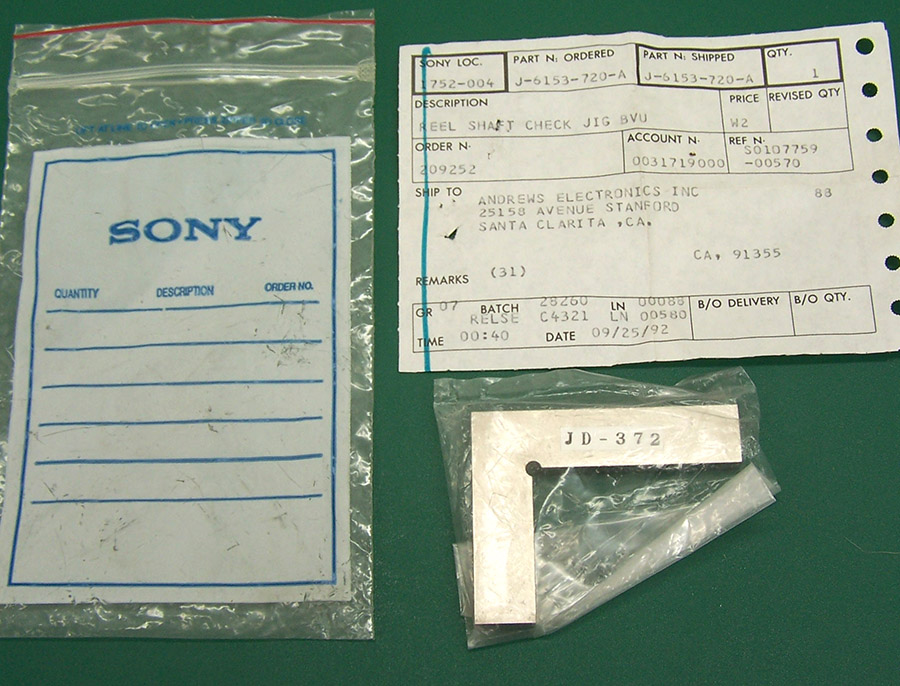 SONY
QUANTITY DESCRIPTION ORDER NO.
SONY LOC. PART N: ORDERED PART N: SHIPPED QTY.
1752-004 J-6153-720-A J-6153-720-A 1
DESCRIPTION PRICE REVISED QTY
REEL SHAFT CHECK JIG BVU W2
ORDER N. ACCOUNT N. REF N.
209252 0031719000 S0107759
-00570
SHIP TO ANDREWS ELECTRONICS INC 88
25158 AVENUE STANFORD
SANTA CLARITA ,CA.
CA, 91355
REMARKS (31)
GR 07 BATCH 28260 LN 00088 B/O DELIVERY B/O QTY.
RELSE C4321 LN 00580
TIME 00:40 DATE 09/25/92
JD-372